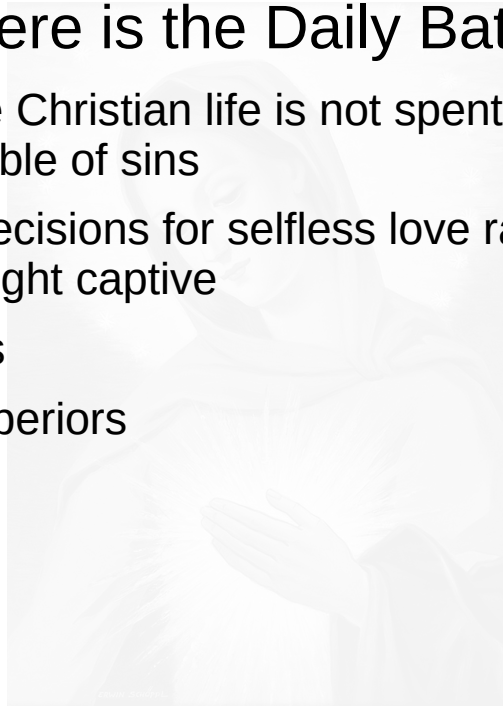 ere is the Daily Bat
e Christian life is not spent
ble of sins
ecisions for selfless love ra
ght captive
s
periors